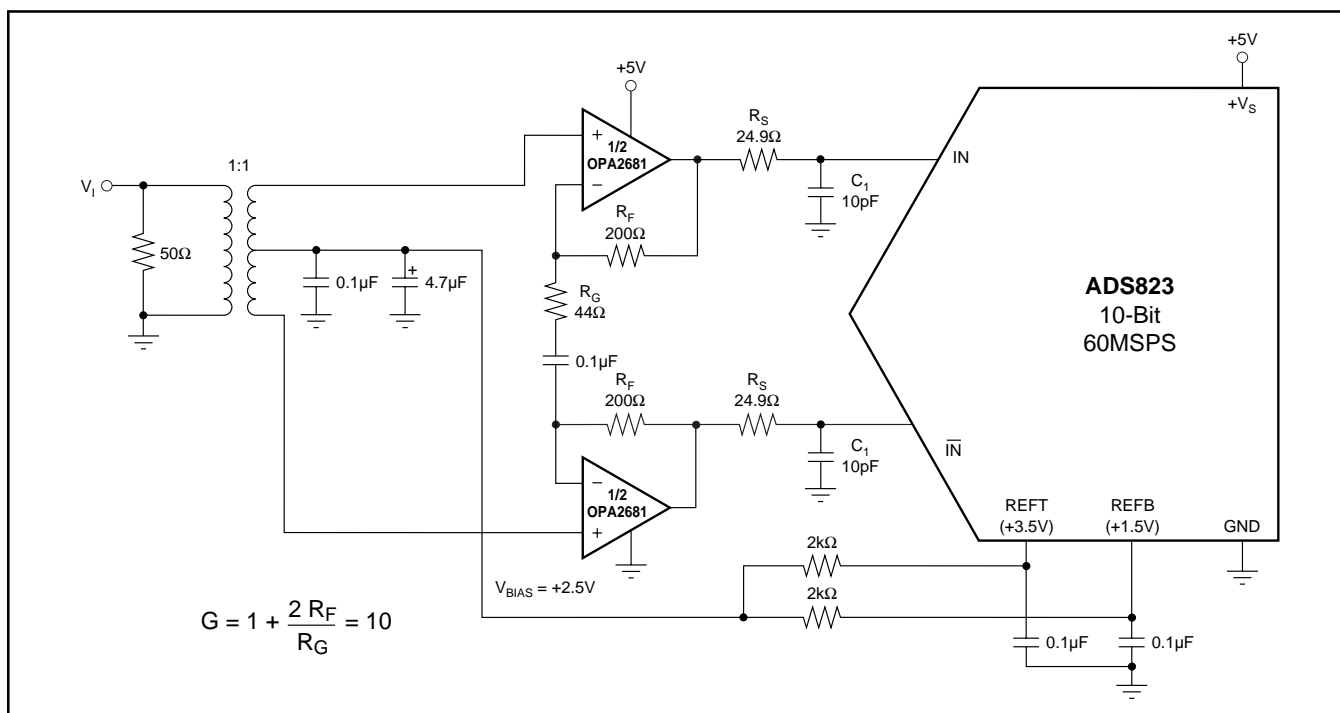 +5V
+5V
+V_S
R_S
24.9Ω
+
1/2
OPA2681
−
IN
1:1
V_I
C_1
10pF
R_F
200Ω
50Ω
0.1µF
+
4.7µF
R_G
44Ω
ADS823
10-Bit
60MSPS
0.1µF
R_F
200Ω
R_S
24.9Ω
I̅N̅
C_1
10pF
−
1/2
OPA2681
+
REFT
(+3.5V)
REFB
(+1.5V)
GND
2kΩ
V_BIAS = +2.5V
2kΩ
G = 1 + 2 R_F / R_G = 10
0.1µF
0.1µF